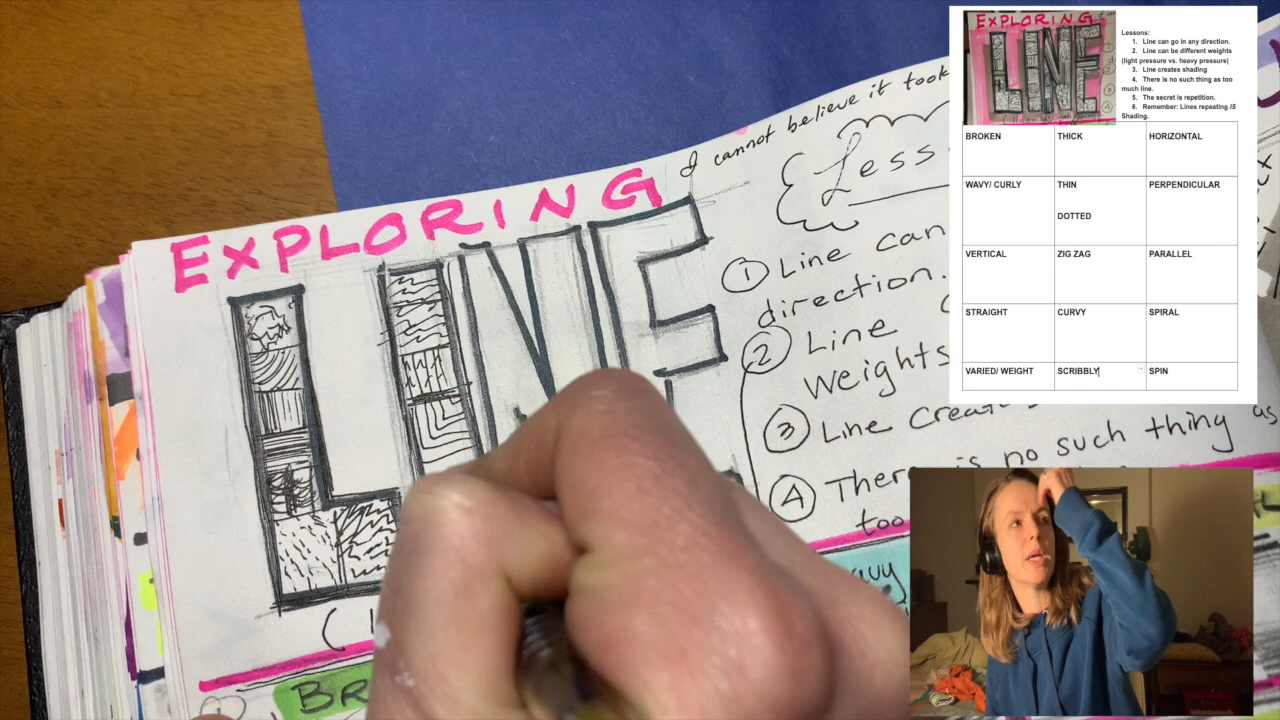 EXPLORING
LINE
I cannot believe it took
Less
① Line can
direction.
② Line
Weights
③ Line Creat
④ There is no such thing as
too
avy
BR
EXPLORING
LINE
Lessons:
1. Line can go in any direction.
2. Line can be different weights
(light pressure vs. heavy pressure)
3. Line creates shading
4. There is no such thing as too
much line.
5. The secret is repetition.
6. Remember: Lines repeating IS
Shading.
BROKEN THICK HORIZONTAL
WAVY/ CURLY THIN PERPENDICULAR
DOTTED
VERTICAL ZIG ZAG PARALLEL
STRAIGHT CURVY SPIRAL
VARIED/ WEIGHT SCRIBBLY SPIN